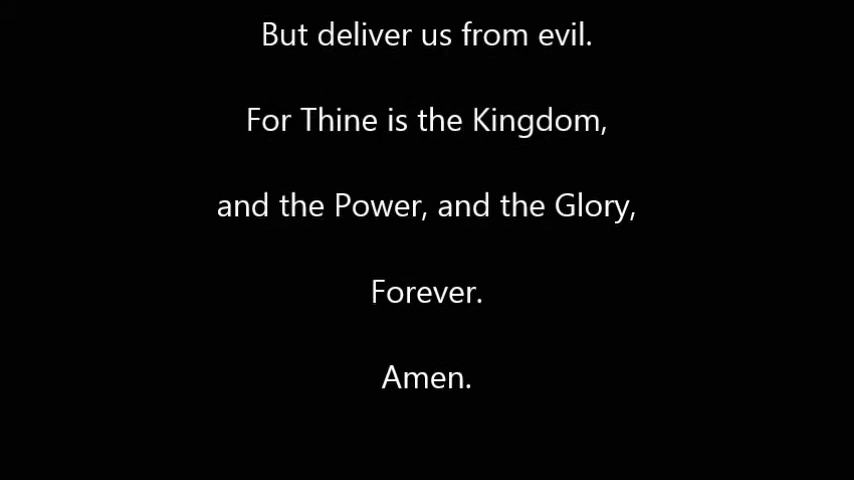 But deliver us from evil.
For Thine is the Kingdom,
and the Power, and the Glory,
Forever.
Amen.